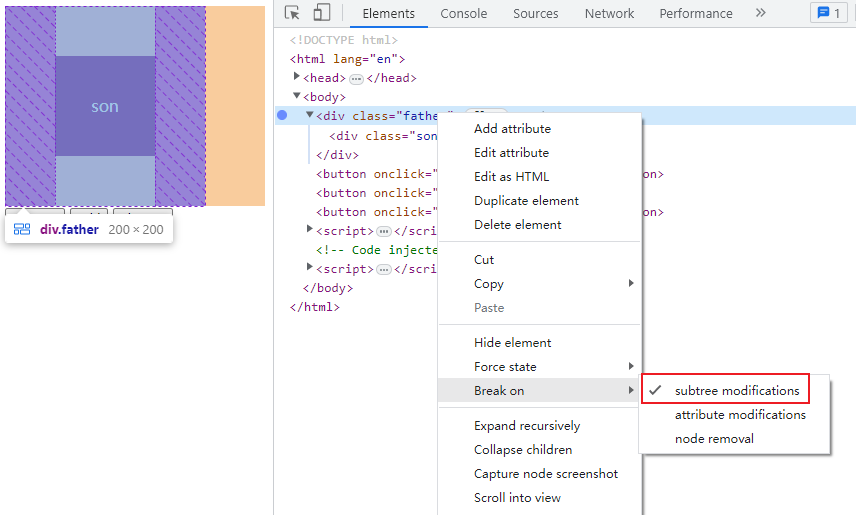 son
div.father 200 × 200
Elements Console Sources Network Performance » 1
<!DOCTYPE html>
<html lang="en">
<head> ⋯ </head>
<body>
<div class="father"
<div class="son
</div>
<button onclick=" on>
<button onclick=" on>
<button onclick=" on>
<script> ⋯ </scri
<!-- Code injecte
<script> ⋯ </scri
</body>
</html>
Add attribute
Edit attribute
Edit as HTML
Duplicate element
Delete element
Cut
Copy
Paste
Hide element
Force state
Break on
Expand recursively
Collapse children
Capture node screenshot
Scroll into view
subtree modifications
attribute modifications
node removal